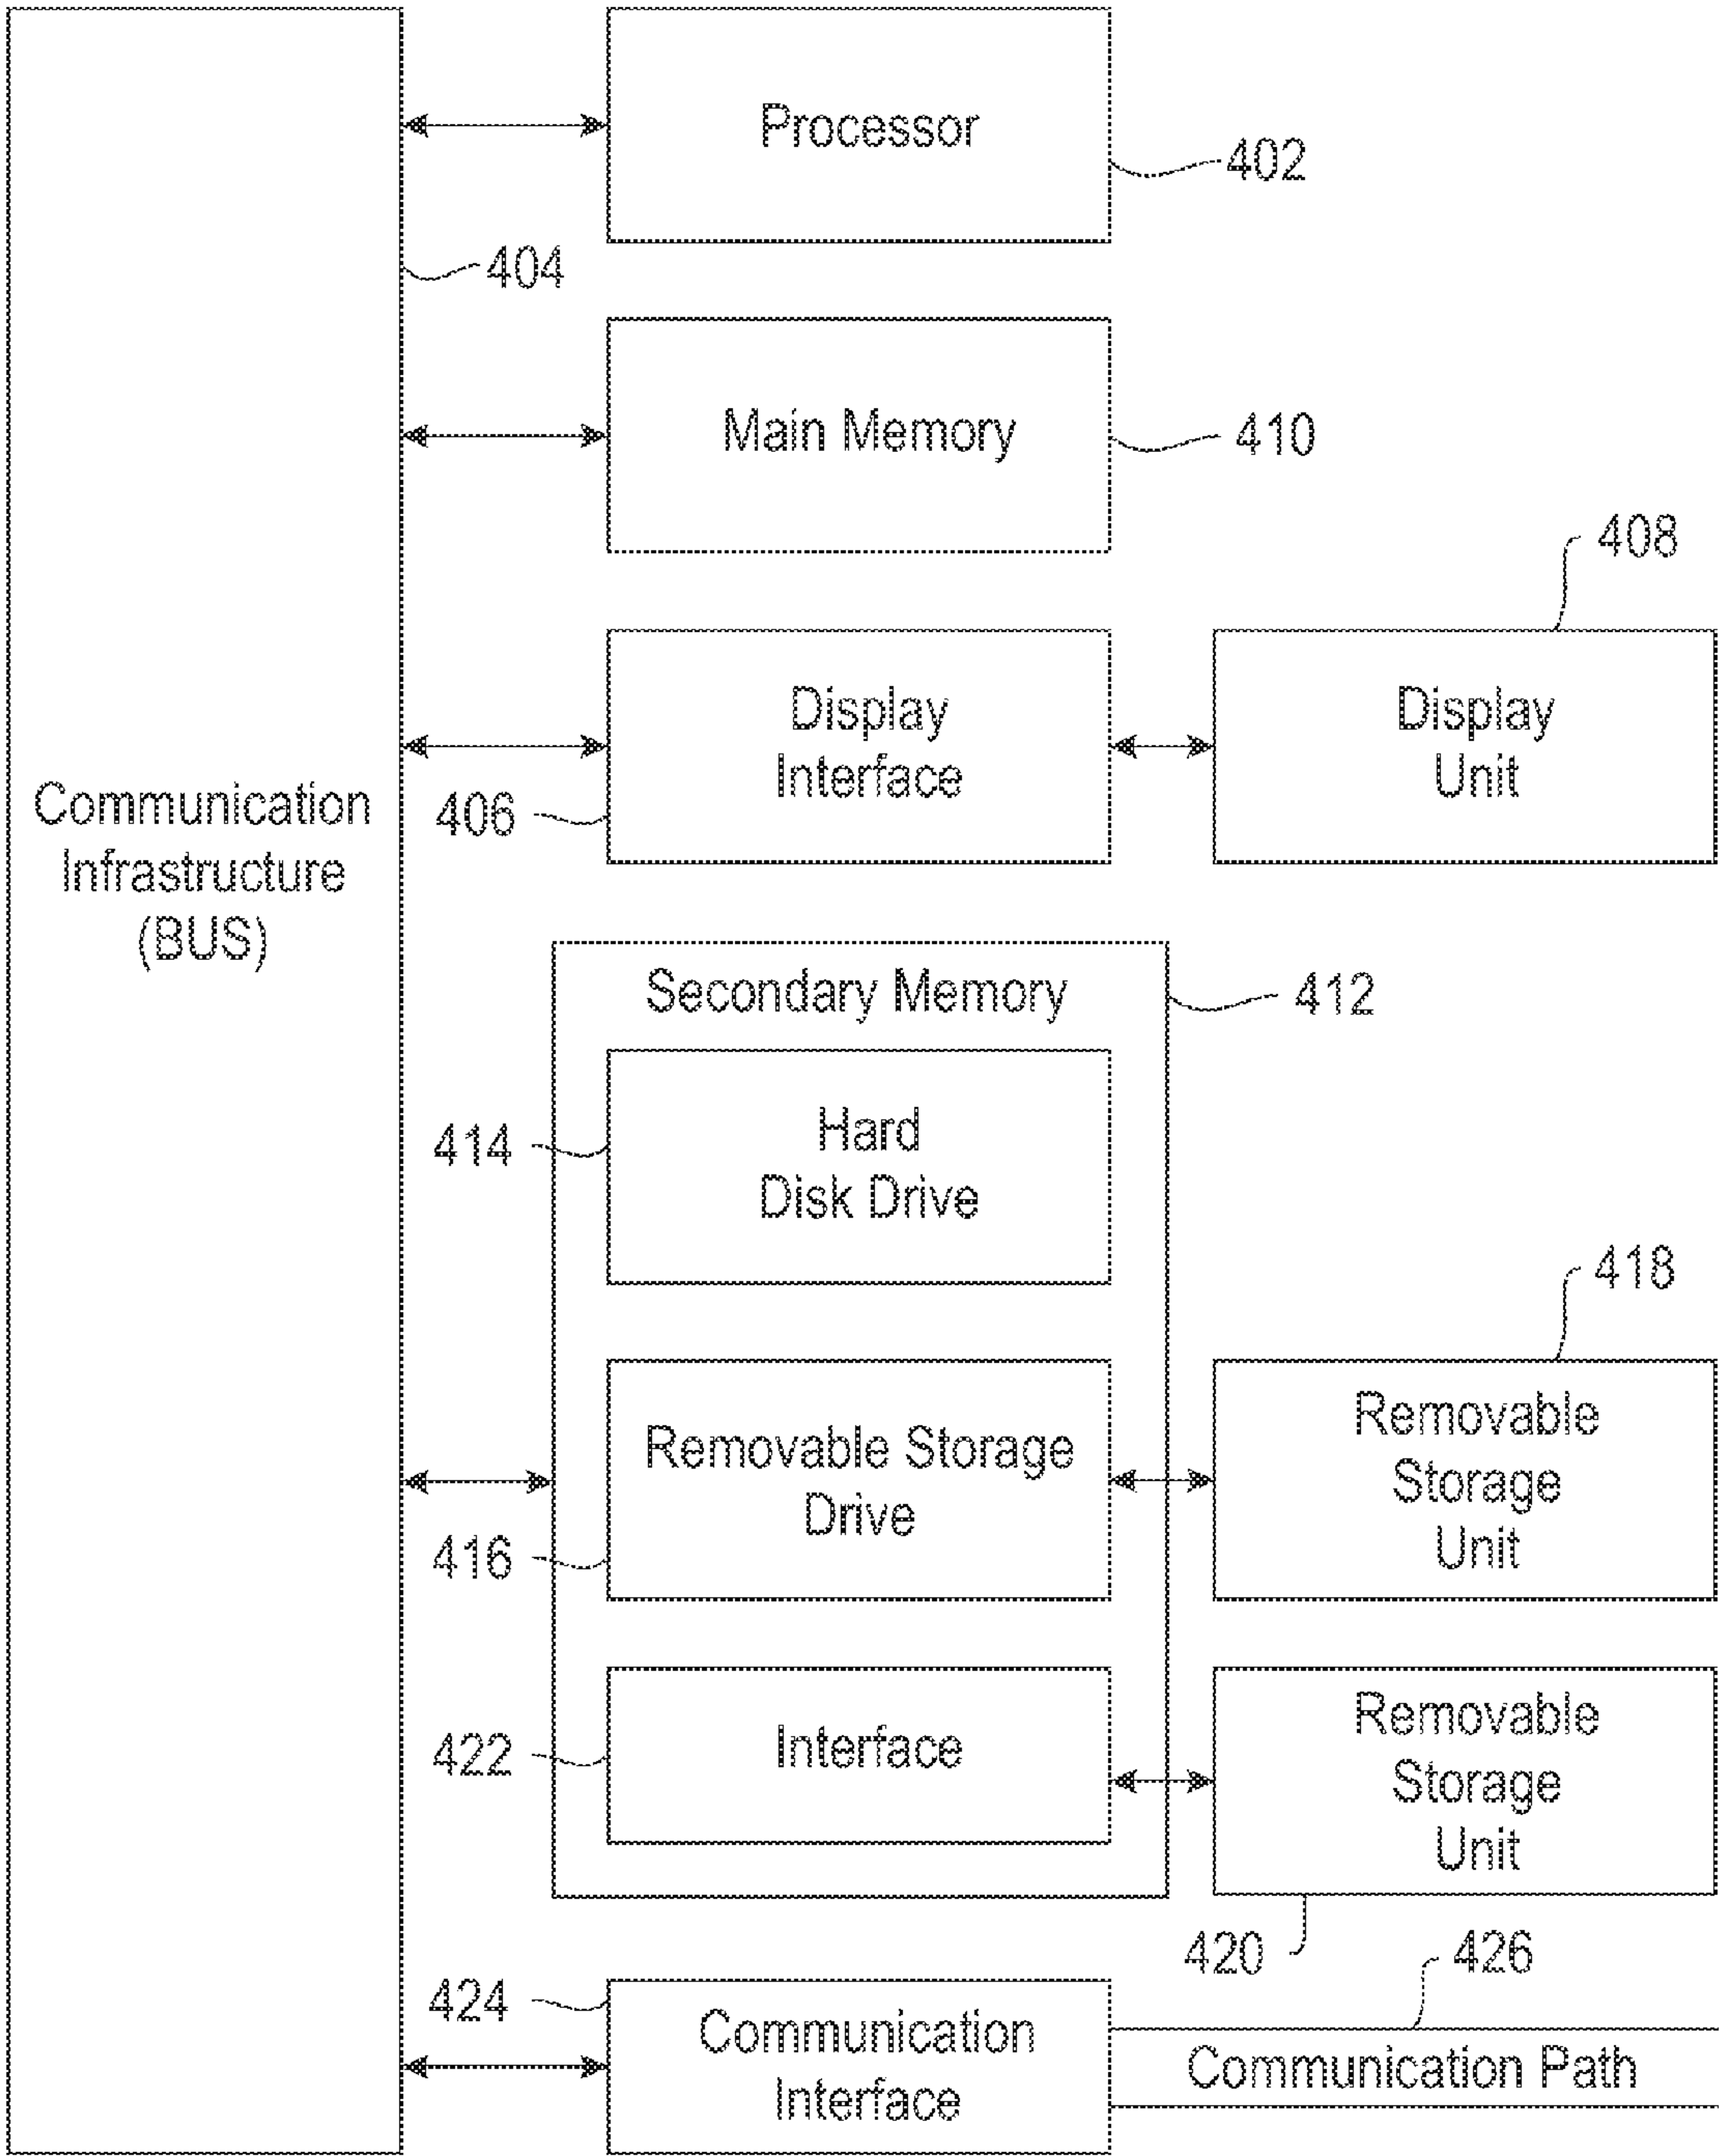 Processor
402
404
Main Memory
410
408
Display
Interface
406
Display
Unit
Communication
Infrastructure
(BUS)
Secondary Memory
412
Hard
Disk Drive
414
418
Removable Storage
Drive
416
Removable
Storage
Unit
Interface
422
Removable
Storage
Unit
420
426
424
Communication
Interface
Communication Path